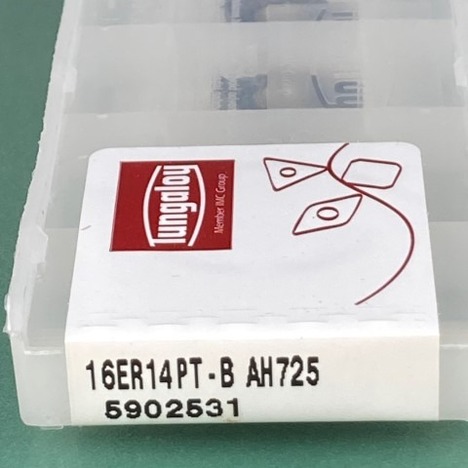 Tungaloy
Member IMC Group
16ER14PT-B AH725
5902531